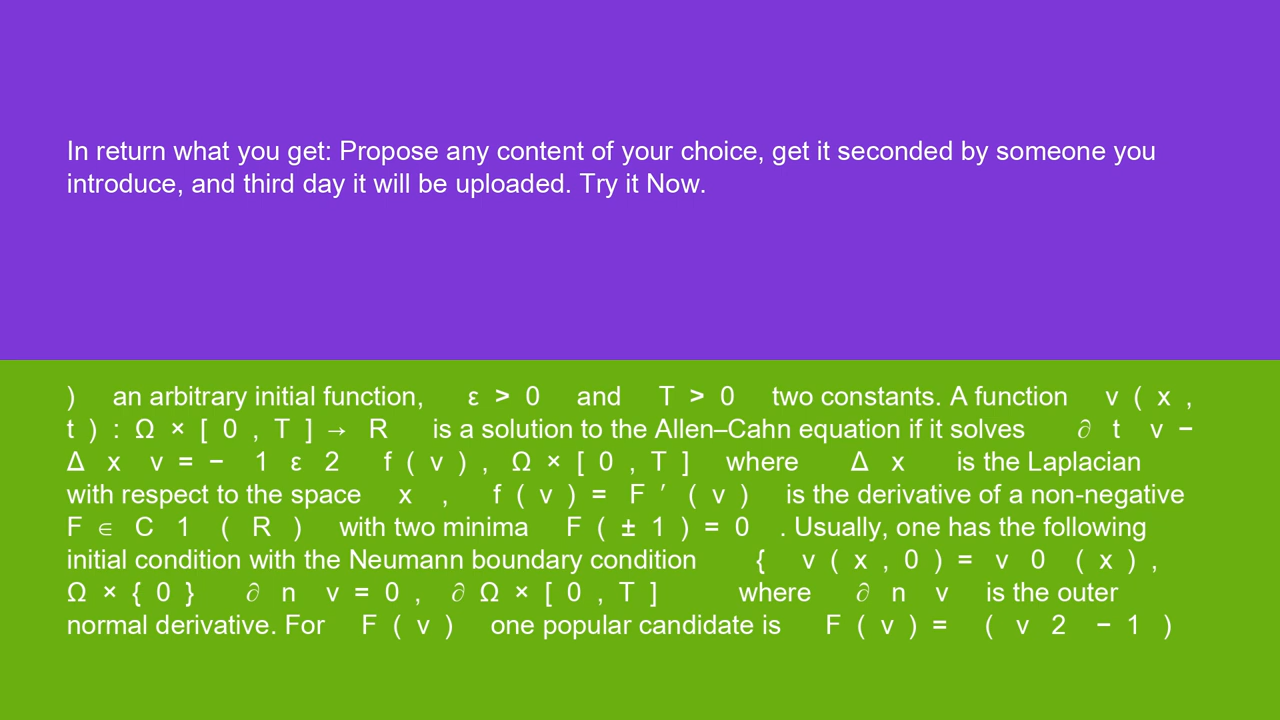 In return what you get: Propose any content of your choice, get it seconded by someone you
introduce, and third day it will be uploaded. Try it Now.
) an arbitrary initial function, ε > 0 and T > 0 two constants. A function v ( x ,
t ) : Ω × [ 0 , T ] → R is a solution to the Allen–Cahn equation if it solves ∂ t v −
Δ x v = − 1 ε 2 f ( v ) , Ω × [ 0 , T ] where Δ x is the Laplacian
with respect to the space x , f ( v ) = F ′ ( v ) is the derivative of a non-negative
F ∈ C 1 ( R ) with two minima F ( ± 1 ) = 0 . Usually, one has the following
initial condition with the Neumann boundary condition { v ( x , 0 ) = v 0 ( x ) ,
Ω × { 0 } ∂ n v = 0 , ∂ Ω × [ 0 , T ] where ∂ n v is the outer
normal derivative. For F ( v ) one popular candidate is F ( v ) = ( v 2 − 1 )